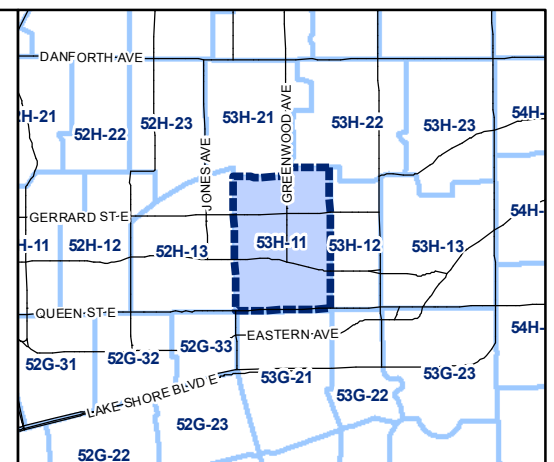 DANFORTH AVE
H-21
52H-22
52H-23
53H-21
53H-22
53H-23
54H-
JONES AVE
GREENWOOD AVE
GERRARD ST E
H-11
52H-12
52H-13
53H-11
53H-12
53H-13
54H-
QUEEN ST E
EASTERN AVE
54H-
52G-31
52G-32
52G-33
53G-21
53G-22
53G-23
LAKE SHORE BLVD E
52G-23
52G-22